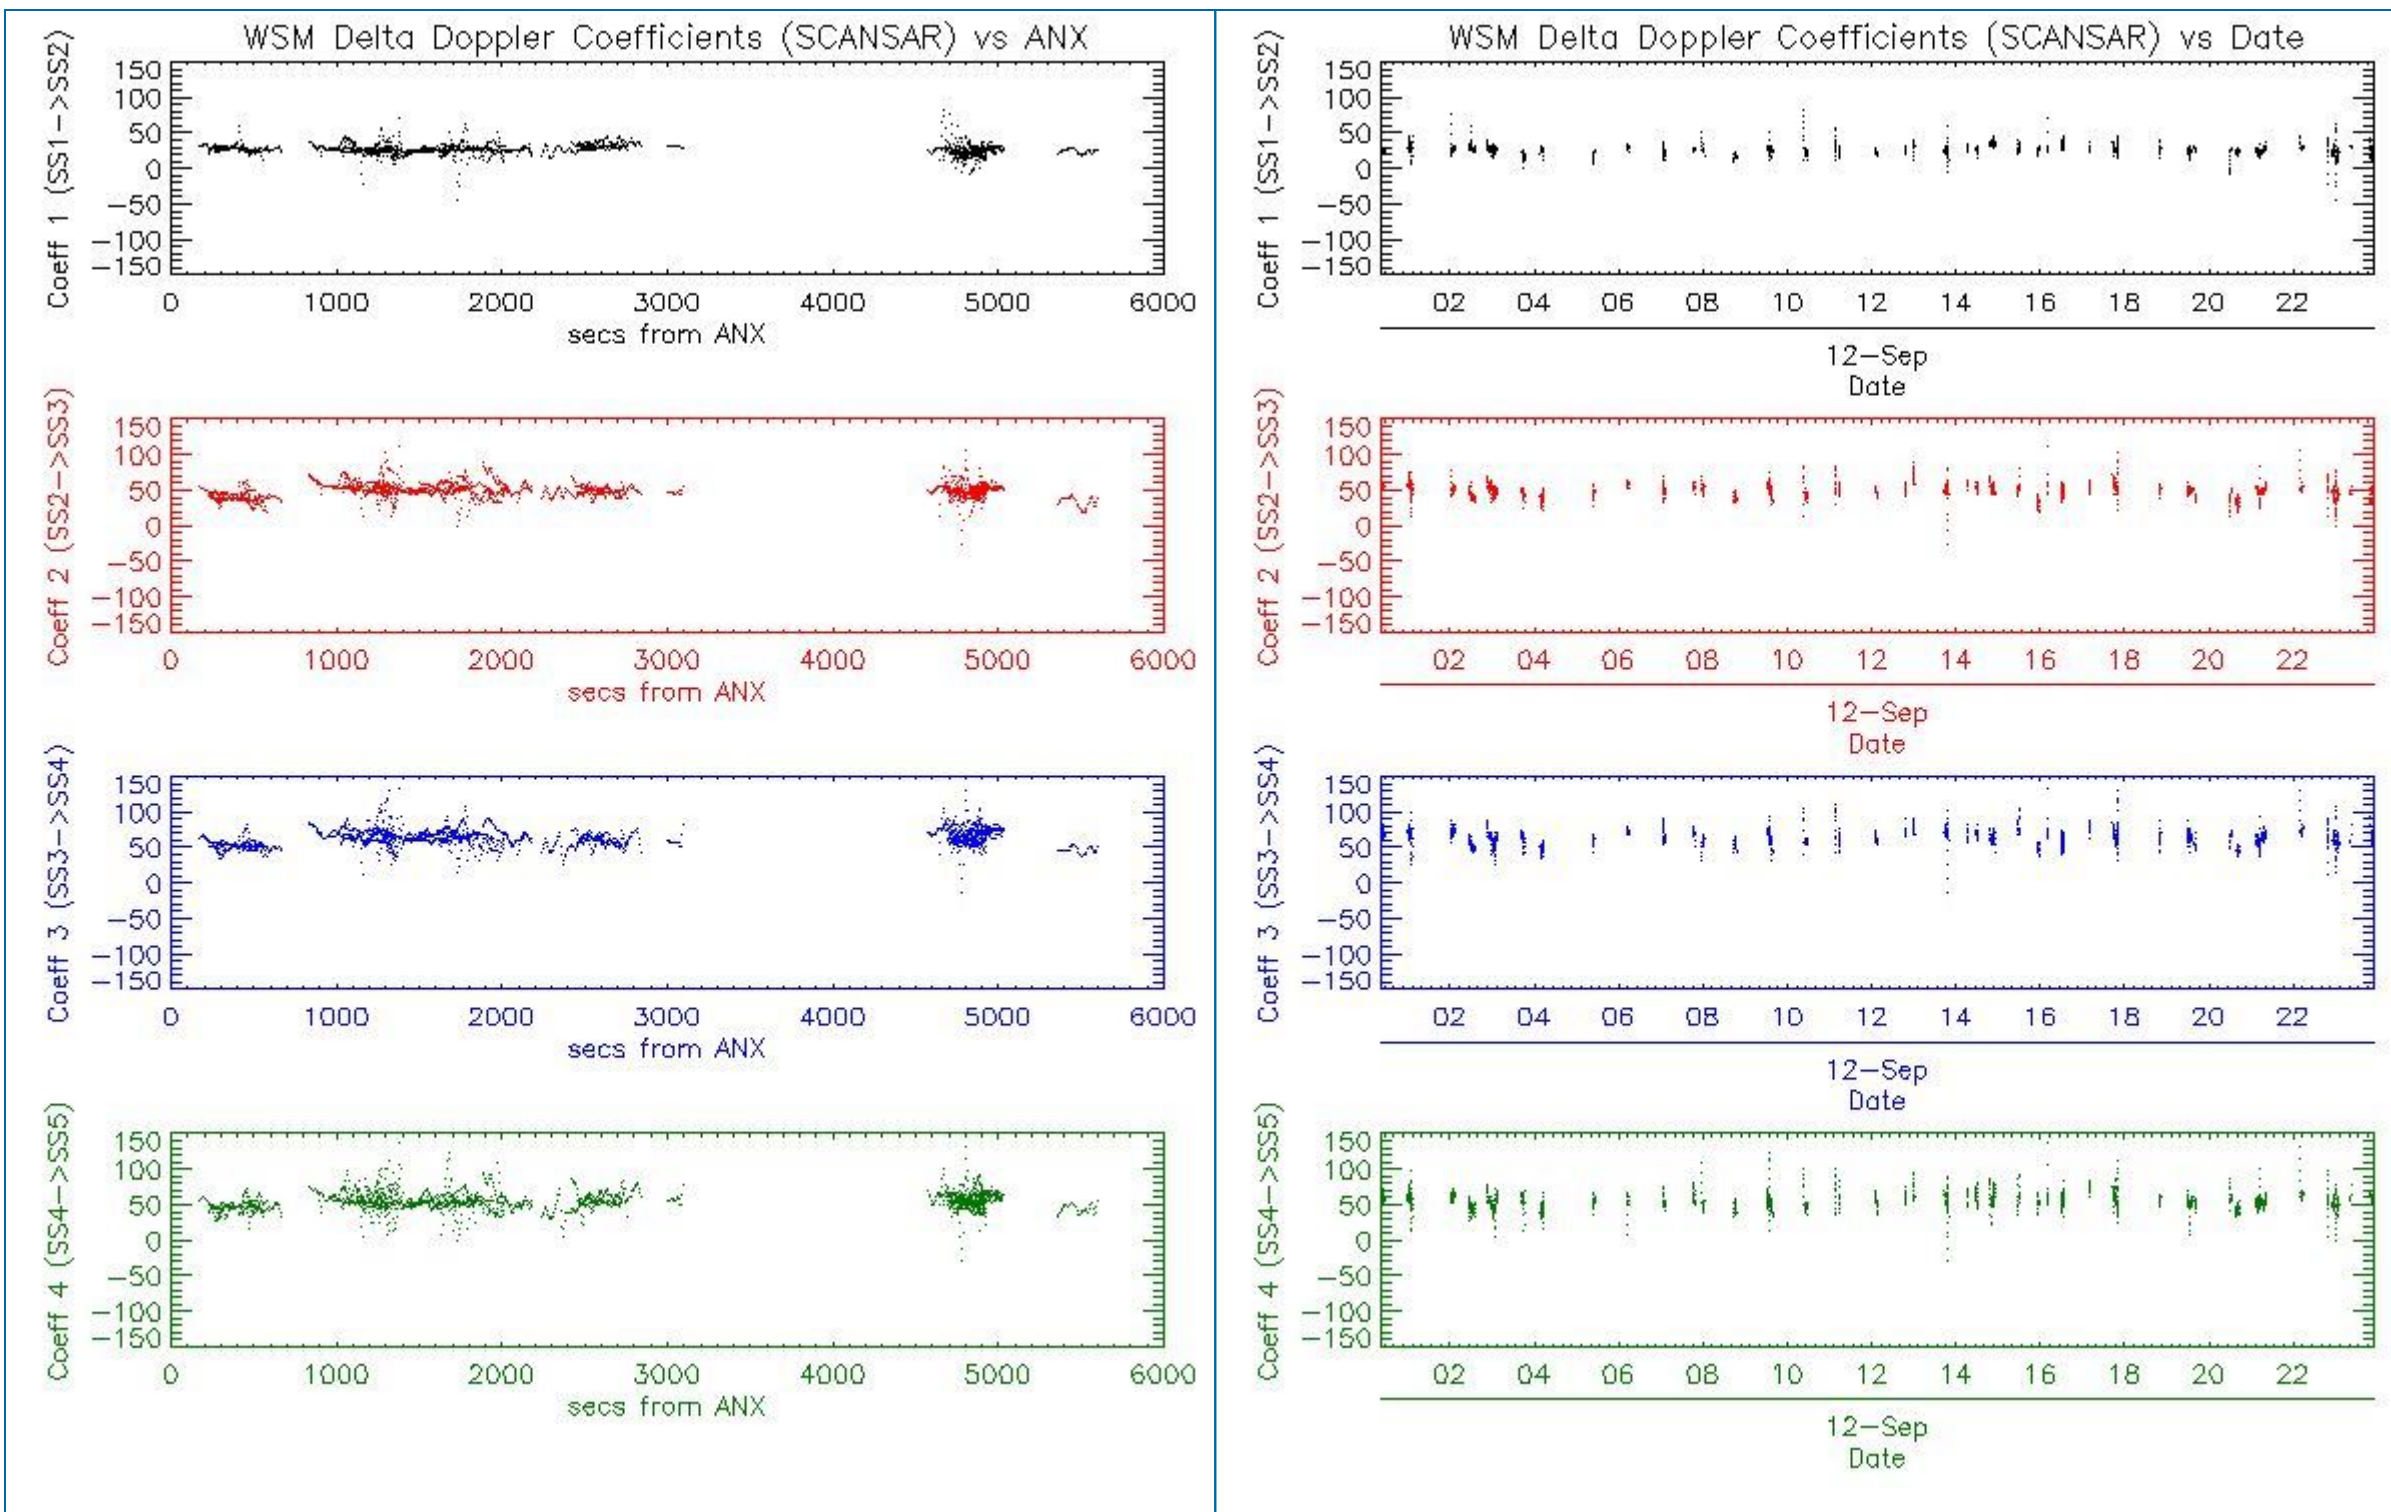 WSM Delta Doppler Coefficients (SCANSAR) vs ANX
Coeff 1 (SS1->SS2)
150
100
50
0
-50
-100
-150
0 1000 2000 3000 4000 5000 6000
secs from ANX
Coeff 2 (SS2->SS3)
150
100
50
0
-50
-100
-150
0 1000 2000 3000 4000 5000 6000
secs from ANX
Coeff 3 (SS3->SS4)
150
100
50
0
-50
-100
-150
0 1000 2000 3000 4000 5000 6000
secs from ANX
Coeff 4 (SS4->SS5)
150
100
50
0
-50
-100
-150
0 1000 2000 3000 4000 5000 6000
secs from ANX
WSM Delta Doppler Coefficients (SCANSAR) vs Date
Coeff 1 (SS1->SS2)
150
100
50
0
-50
-100
-150
02 04 06 08 10 12 14 16 18 20 22
12-Sep
Date
Coeff 2 (SS2->SS3)
150
100
50
0
-50
-100
-150
02 04 06 08 10 12 14 16 18 20 22
12-Sep
Date
Coeff 3 (SS3->SS4)
150
100
50
0
-50
-100
-150
02 04 06 08 10 12 14 16 18 20 22
12-Sep
Date
Coeff 4 (SS4->SS5)
150
100
50
0
-50
-100
-150
02 04 06 08 10 12 14 16 18 20 22
12-Sep
Date